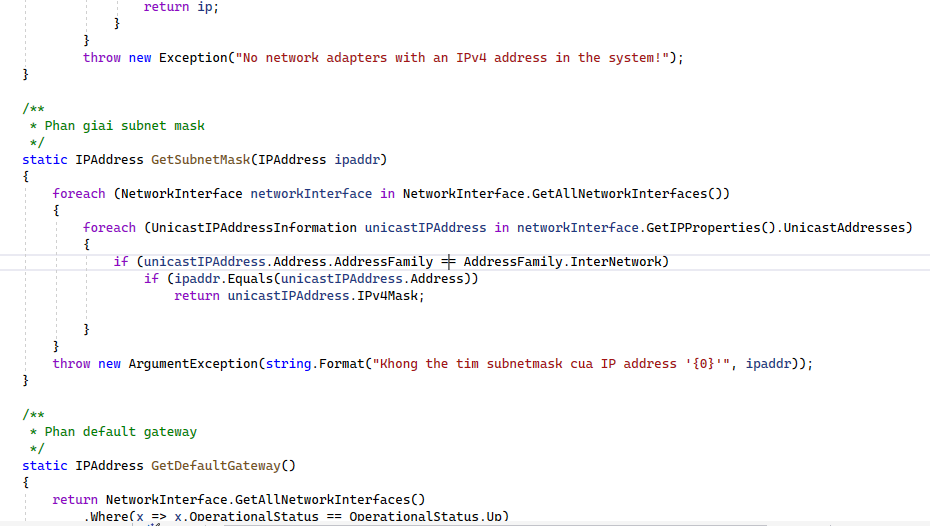 return ip;
}
}
throw new Exception("No network adapters with an IPv4 address in the system!");
}
/**
* Phan giai subnet mask
*/
static IPAddress GetSubnetMask(IPAddress ipaddr)
{
foreach (NetworkInterface networkInterface in NetworkInterface.GetAllNetworkInterfaces())
{
foreach (UnicastIPAddressInformation unicastIPAddress in networkInterface.GetIPProperties().UnicastAddresses)
{
if (unicastIPAddress.Address.AddressFamily == AddressFamily.InterNetwork)
if (ipaddr.Equals(unicastIPAddress.Address))
return unicastIPAddress.IPv4Mask;
}
}
throw new ArgumentException(string.Format("Khong the tim subnetmask cua IP address '{0}'", ipaddr));
}
/**
* Phan default gateway
*/
static IPAddress GetDefaultGateway()
{
return NetworkInterface.GetAllNetworkInterfaces()
.Where(x => x.OperationalStatus == OperationalStatus.Up)